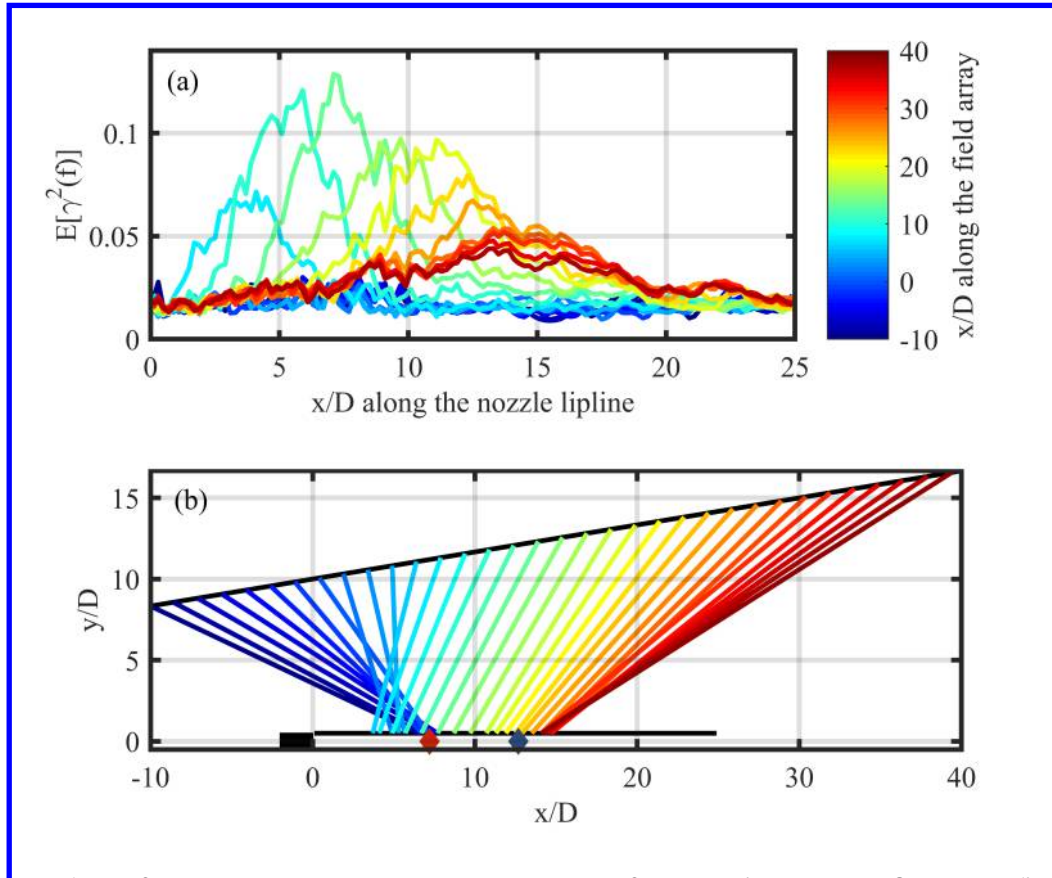 (a)
E[γ²(f)]
0.1
0.05
0
0 5 10 15 20 25
x/D along the nozzle lipline
40
30
20
10
0
-10
x/D along the field array
(b)
y/D
15
10
5
0
-10 0 10 20 30 40
x/D